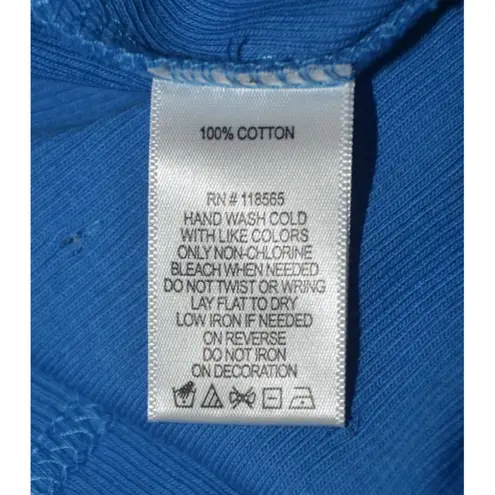 100% COTTON
RN # 118565
HAND WASH COLD
WITH LIKE COLORS
ONLY NON-CHLORINE
BLEACH WHEN NEEDED
DO NOT TWIST OR WRING
LAY FLAT TO DRY
LOW IRON IF NEEDED
ON REVERSE
DO NOT IRON
ON DECORATION